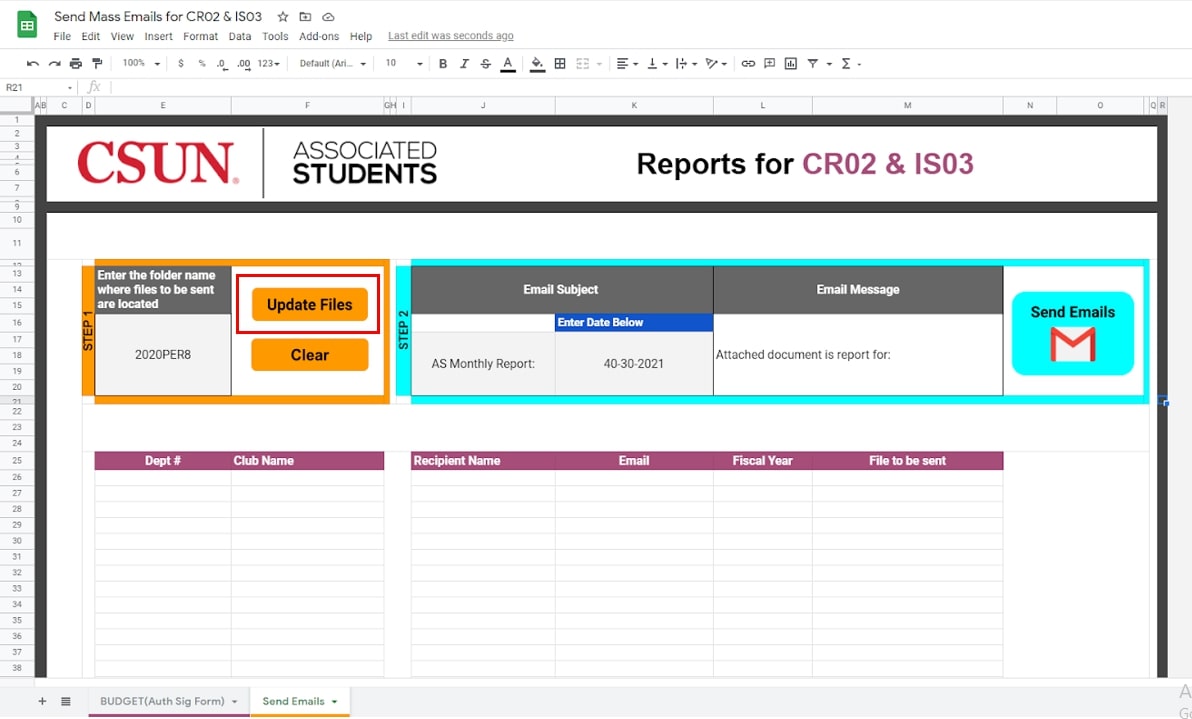 Send Mass Emails for CR02 & IS03
File Edit View Insert Format Data Tools Add-ons Help Last edit was seconds ago
100% $ % .0 .00 123 Default (Ari... 10 B I S A Σ
R21 fx
A B C D E F G H I J K L M N O Q R
1
2
3
4
6
7
9
10
11
12
13
14
15
16
17
18
19
20
21
22
23
24
25
26
27
28
29
30
31
32
33
34
35
36
37
38
CSUN®
ASSOCIATED
STUDENTS
Reports for CR02 & IS03
STEP 1
Enter the folder name
where files to be sent
are located
2020PER8
Update Files
Clear
STEP 2
Email Subject
Enter Date Below
AS Monthly Report:
40-30-2021
Email Message
Attached document is report for:
Send Emails
Dept # Club Name Recipient Name Email Fiscal Year File to be sent
BUDGET(Auth Sig Form) Send Emails